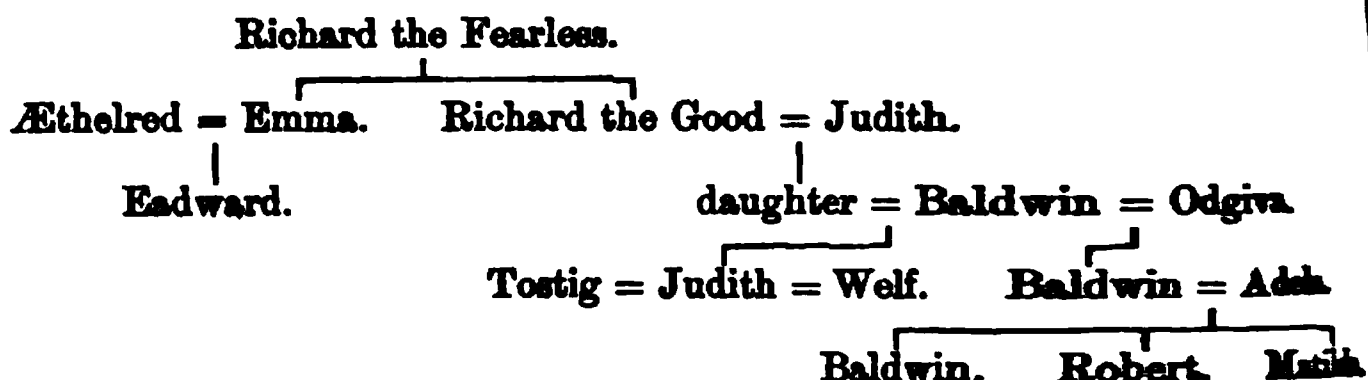 Richard the Fearless.
Æthelred = Emma. Richard the Good = Judith.
Eadward. daughter = Baldwin = Odgiva.
Tostig = Judith = Welf. Baldwin = Adela.
Baldwin. Robert. Matilda.